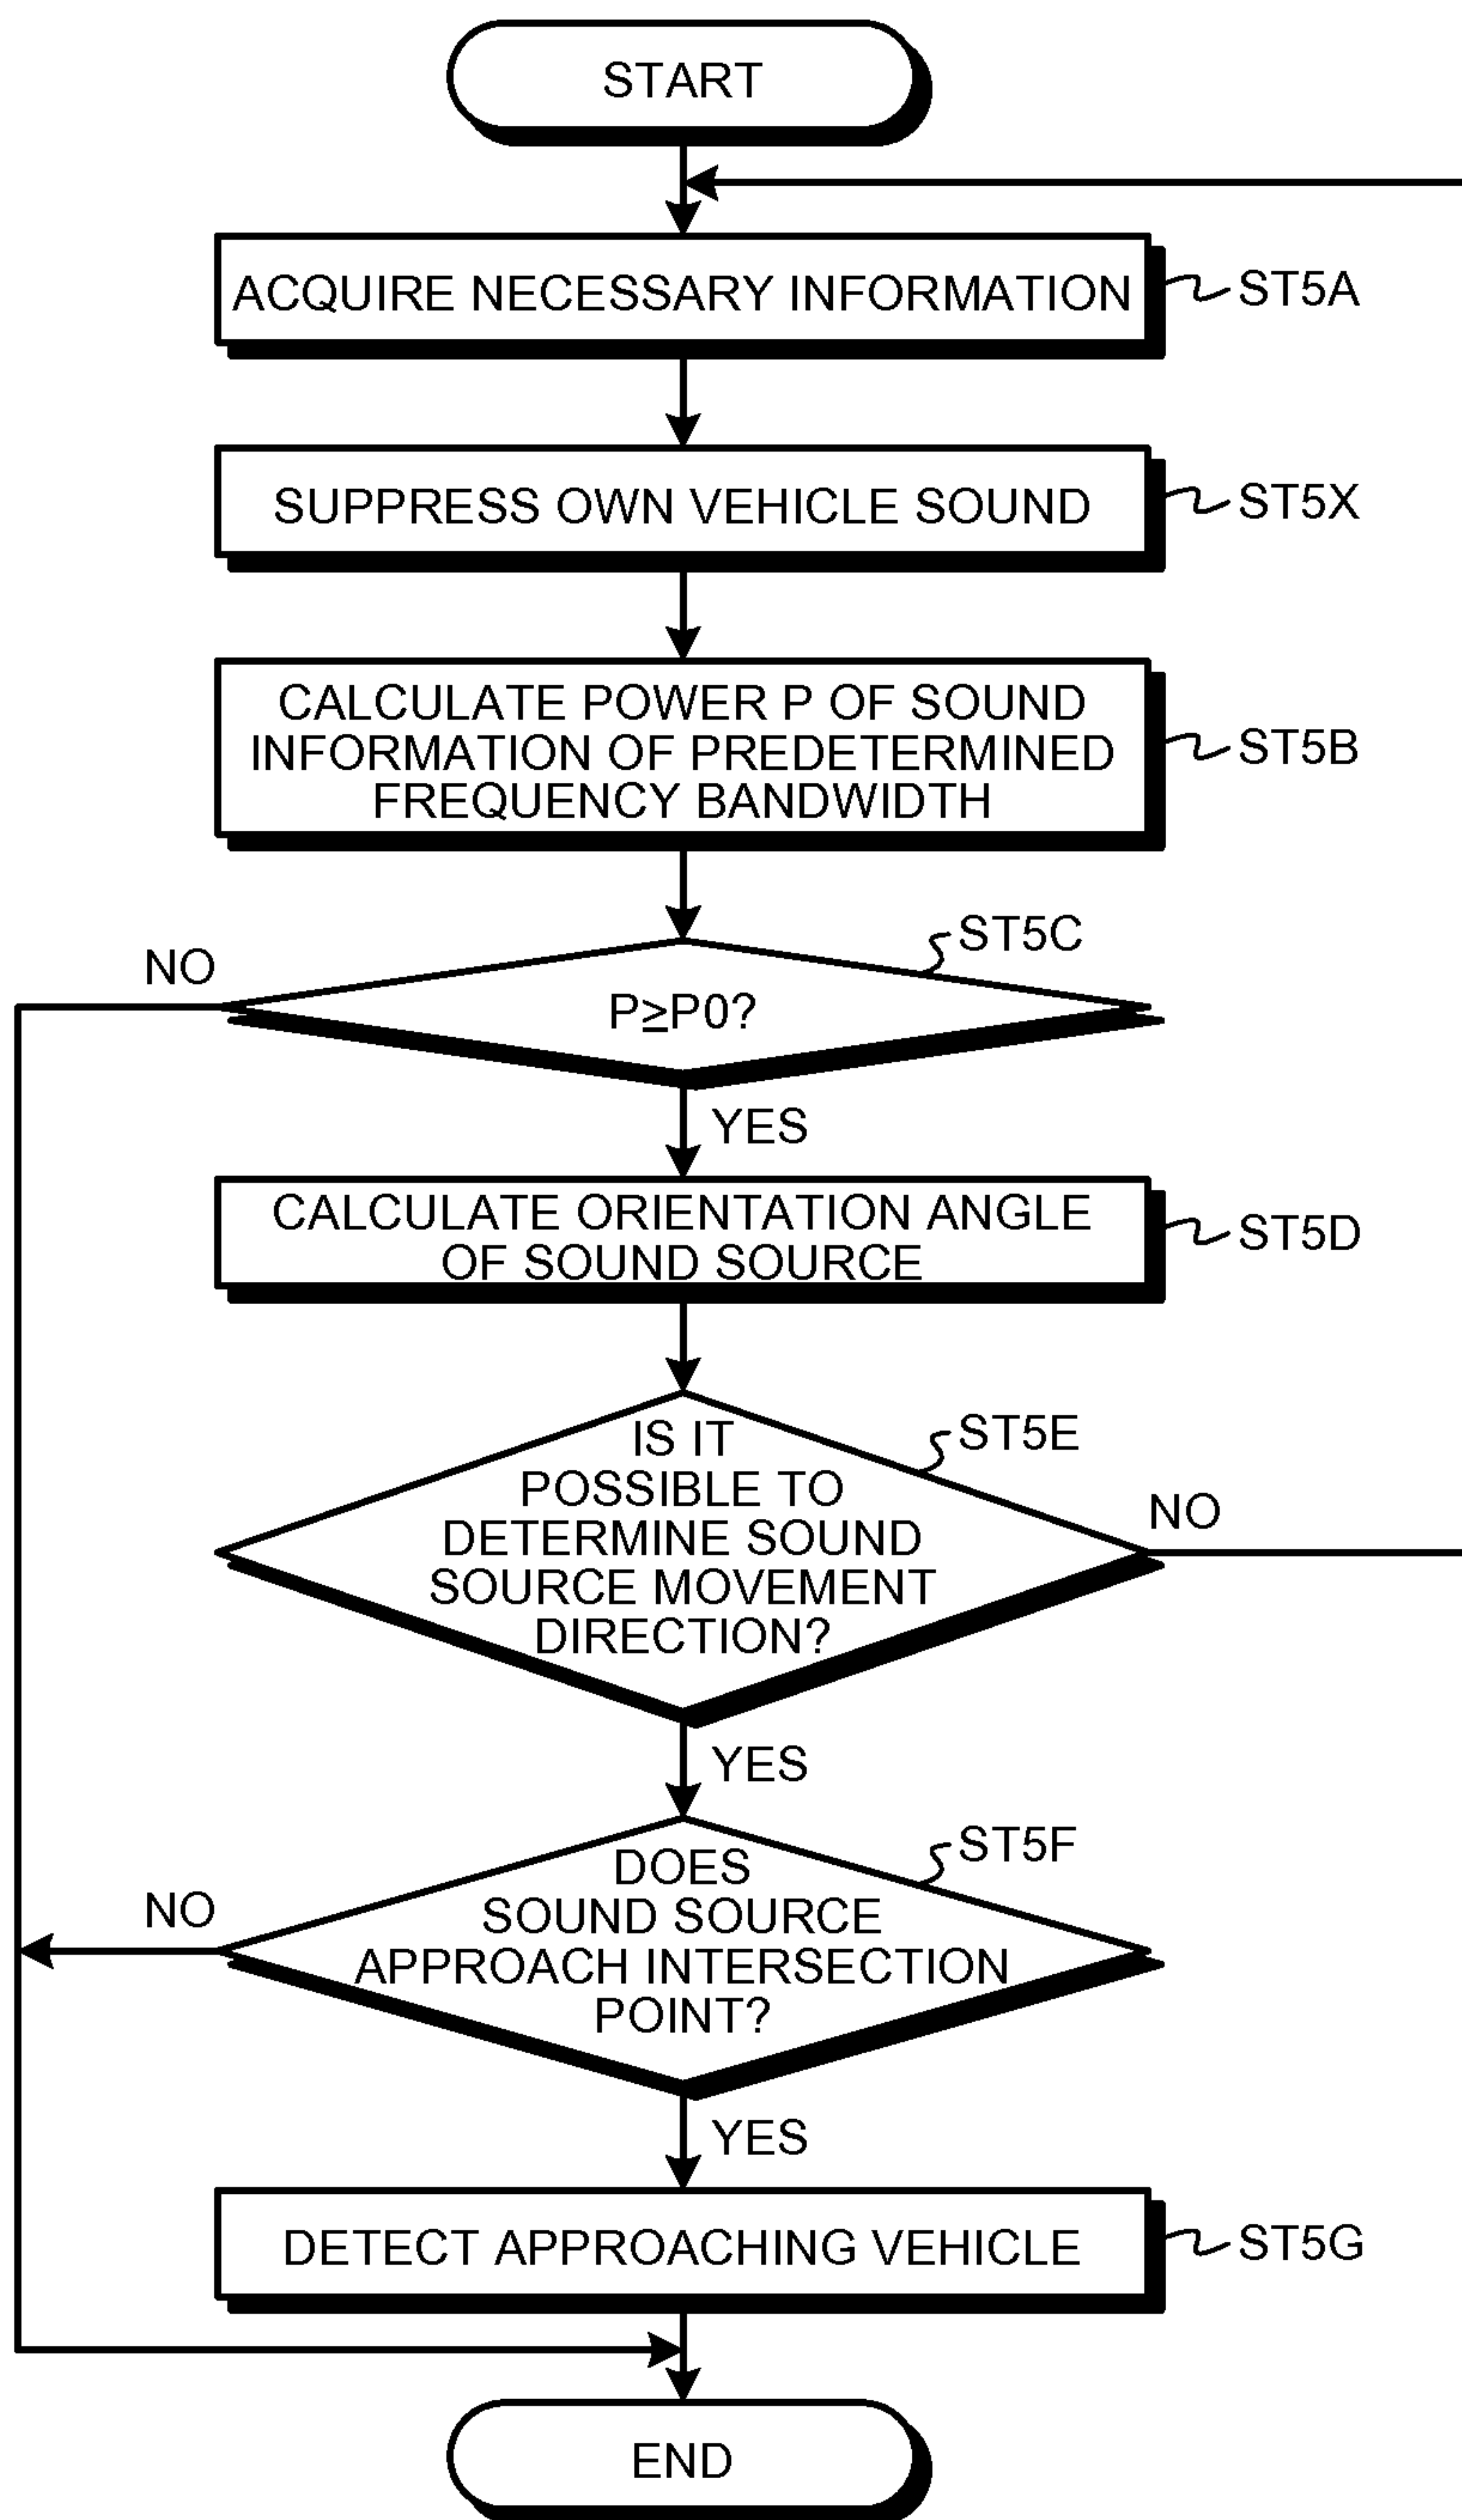 START
ACQUIRE NECESSARY INFORMATION
ST5A
SUPPRESS OWN VEHICLE SOUND
ST5X
CALCULATE POWER P OF SOUND
INFORMATION OF PREDETERMINED
FREQUENCY BANDWIDTH
ST5B
ST5C
NO
P≥P0?
YES
CALCULATE ORIENTATION ANGLE
OF SOUND SOURCE
ST5D
ST5E
IS IT
POSSIBLE TO
DETERMINE SOUND
SOURCE MOVEMENT
DIRECTION?
NO
YES
ST5F
DOES
SOUND SOURCE
APPROACH INTERSECTION
POINT?
NO
YES
DETECT APPROACHING VEHICLE
ST5G
END